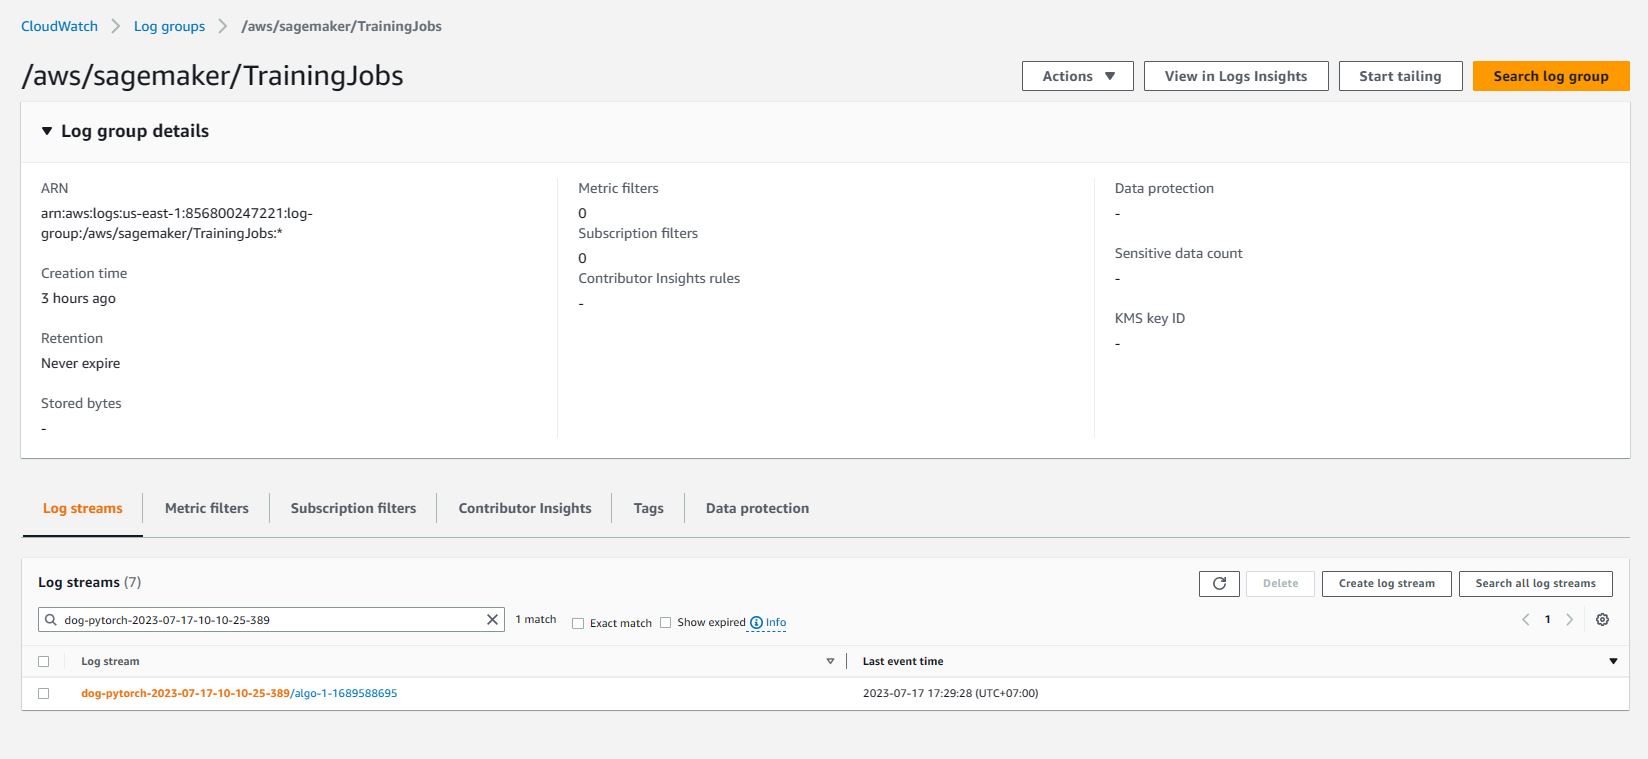 CloudWatch > Log groups > /aws/sagemaker/TrainingJobs
/aws/sagemaker/TrainingJobs
Actions View in Logs Insights Start tailing Search log group
Log group details
ARN
arn:aws:logs:us-east-1:856800247221:log-
group:/aws/sagemaker/TrainingJobs:*
Creation time
3 hours ago
Retention
Never expire
Stored bytes
-
Metric filters
0
Subscription filters
0
Contributor Insights rules
-
Data protection
-
Sensitive data count
-
KMS key ID
-
Log streams Metric filters Subscription filters Contributor Insights Tags Data protection
Log streams (7)
Delete Create log stream Search all log streams
dog-pytorch-2023-07-17-10-10-25-389 1 match Exact match Show expired Info
1
Log stream Last event time
dog-pytorch-2023-07-17-10-10-25-389/algo-1-1689588695 2023-07-17 17:29:28 (UTC+07:00)